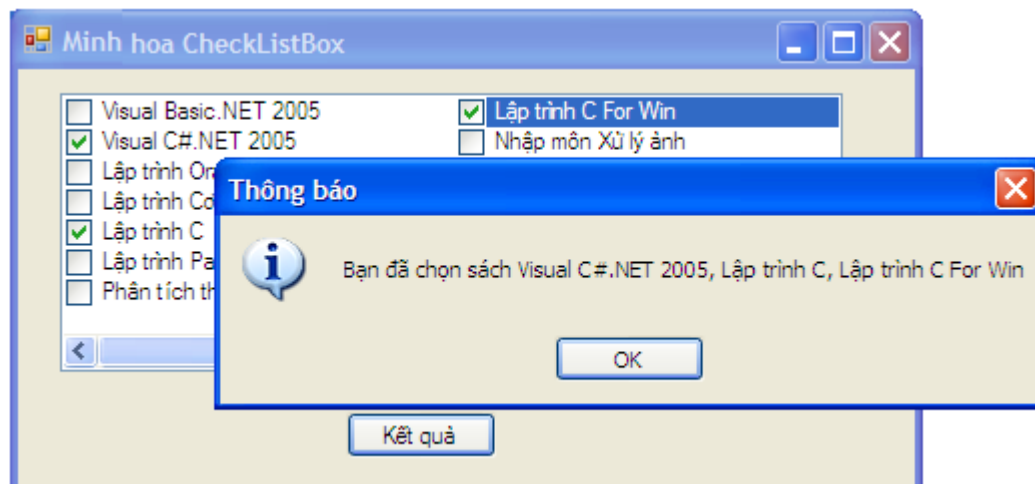 Minh hoa CheckListBox
Visual Basic.NET 2005
Visual C#.NET 2005
Lập trình
Lập trình
Lập trình C
Lập trình
Phân tích
Lập trình C For Win
Nhập môn Xử lý ảnh
Thông báo
Bạn đã chọn sách Visual C#.NET 2005, Lập trình C, Lập trình C For Win
OK
Kết quả